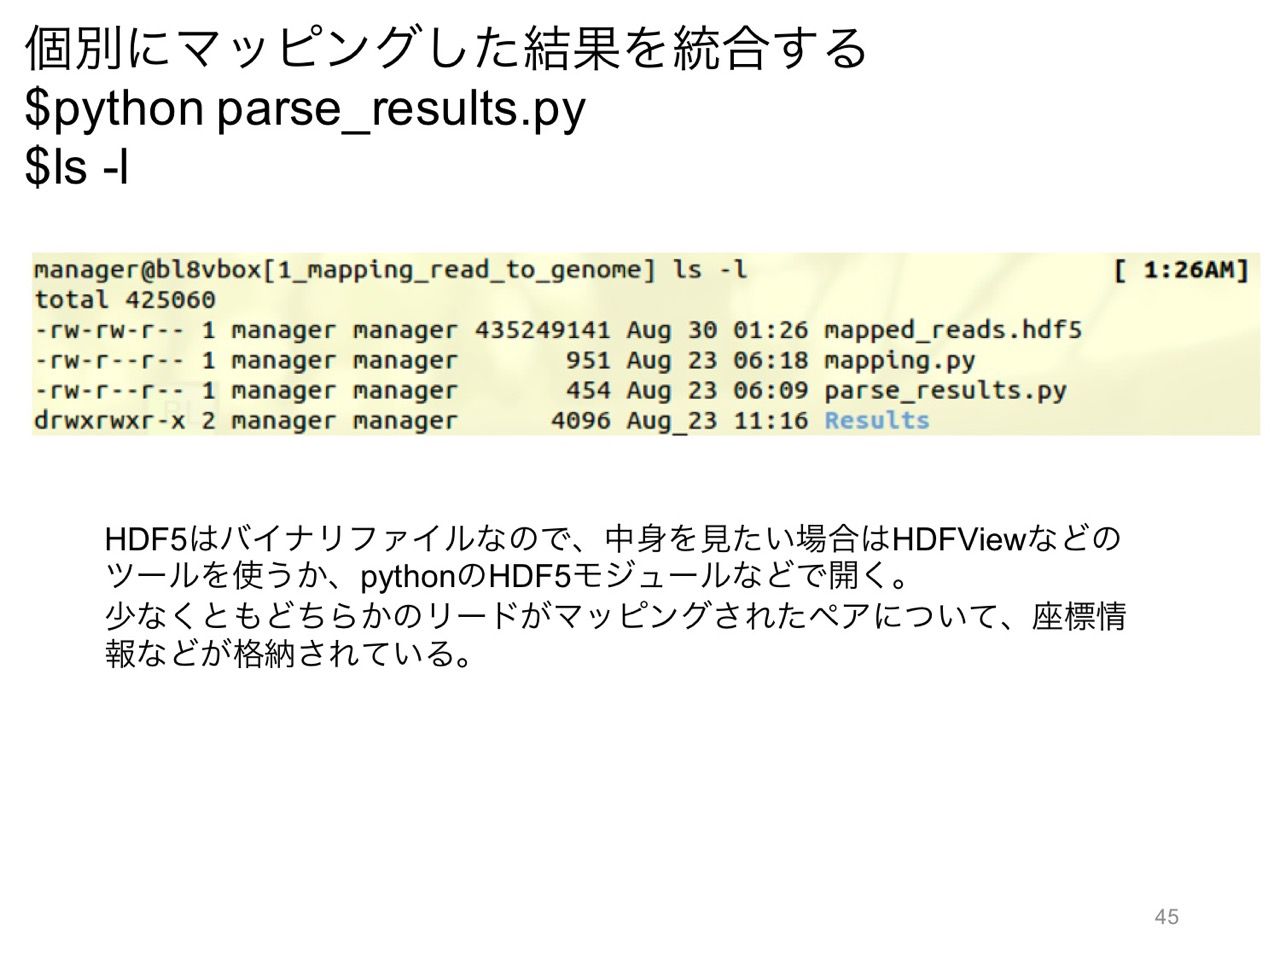 個別にマッピングした結果を統合する
$python parse_results.py
$ls -l
manager@bl8vbox[1_mapping_read_to_genome] ls -l [ 1:26AM]
total 425060
-rw-rw-r-- 1 manager manager 435249141 Aug 30 01:26 mapped_reads.hdf5
-rw-r--r-- 1 manager manager 951 Aug 23 06:18 mapping.py
-rw-r--r-- 1 manager manager 454 Aug 23 06:09 parse_results.py
drwxrwxr-x 2 manager manager 4096 Aug 23 11:16 Results
HDF5はバイナリファイルなので、中身を見たい場合はHDFViewなどの
ツールを使うか、pythonのHDF5モジュールなどで開く。
少なくともどちらかのリードがマッピングされたペアについて、座標情
報などが格納されている。
45